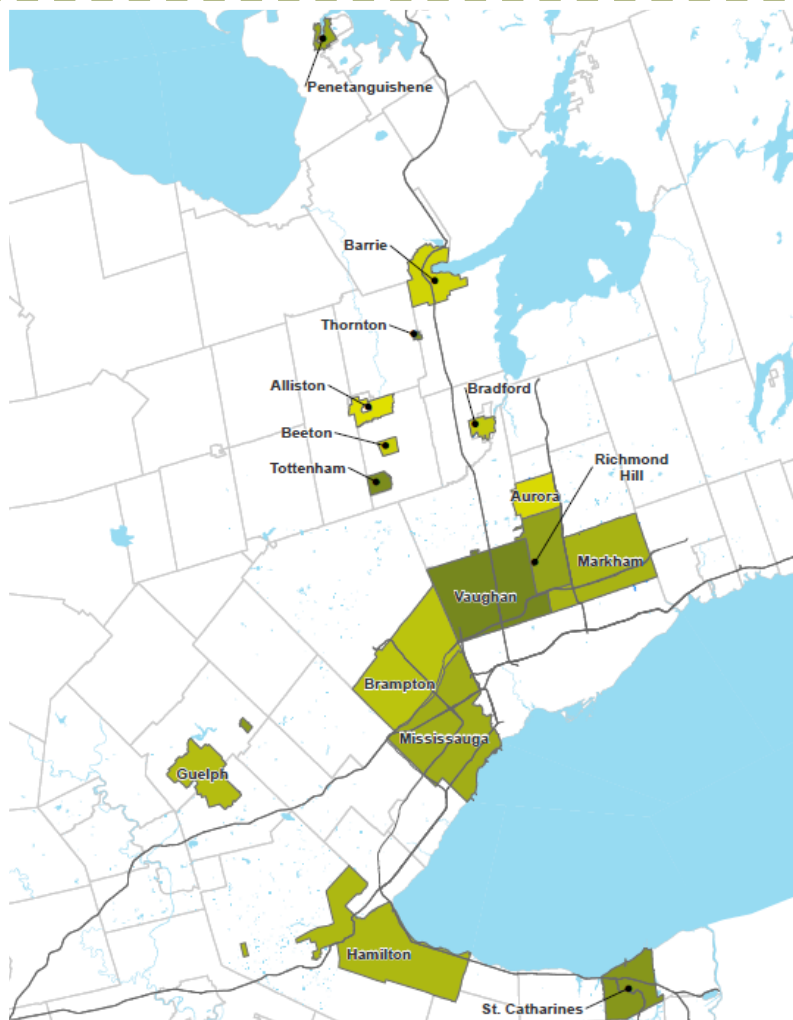 Penetanguishene
Barrie
Thornton
Alliston
Bradford
Beeton
Tottenham
Richmond
Hill
Aurora
Markham
Vaughan
Brampton
Mississauga
Guelph
Hamilton
St. Catharines